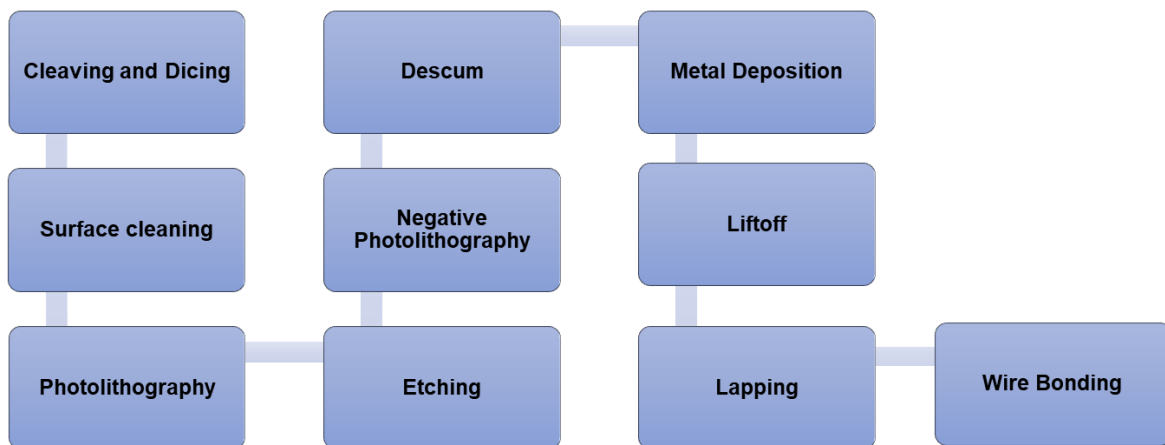 Cleaving and Dicing
Surface cleaning
Photolithography
Etching
Negative
Photolithography
Descum
Metal Deposition
Liftoff
Lapping
Wire Bonding